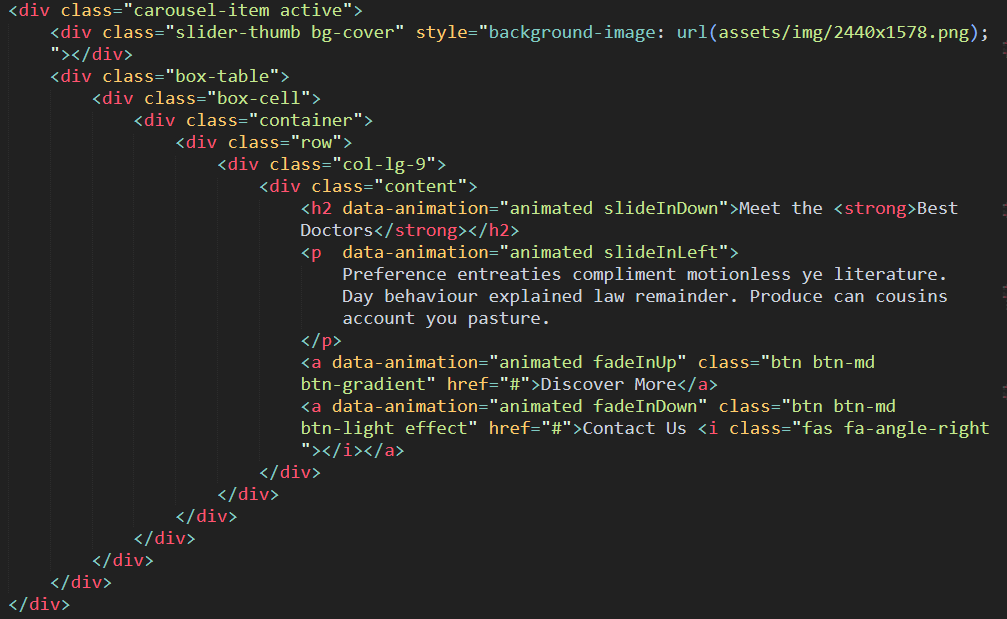 <div class="carousel-item active">
    <div class="slider-thumb bg-cover" style="background-image: url(assets/img/2440x1578.png);
    "></div>
    <div class="box-table">
        <div class="box-cell">
            <div class="container">
                <div class="row">
                    <div class="col-lg-9">
                        <div class="content">
                            <h2 data-animation="animated slideInDown">Meet the <strong>Best
                            Doctors</strong></h2>
                            <p  data-animation="animated slideInLeft">
                                Preference entreaties compliment motionless ye literature.
                                Day behaviour explained law remainder. Produce can cousins
                                account you pasture.
                            </p>
                            <a data-animation="animated fadeInUp" class="btn btn-md
                            btn-gradient" href="#">Discover More</a>
                            <a data-animation="animated fadeInDown" class="btn btn-md
                            btn-light effect" href="#">Contact Us <i class="fas fa-angle-right
                            "></i></a>
                        </div>
                    </div>
                </div>
            </div>
        </div>
    </div>
</div>